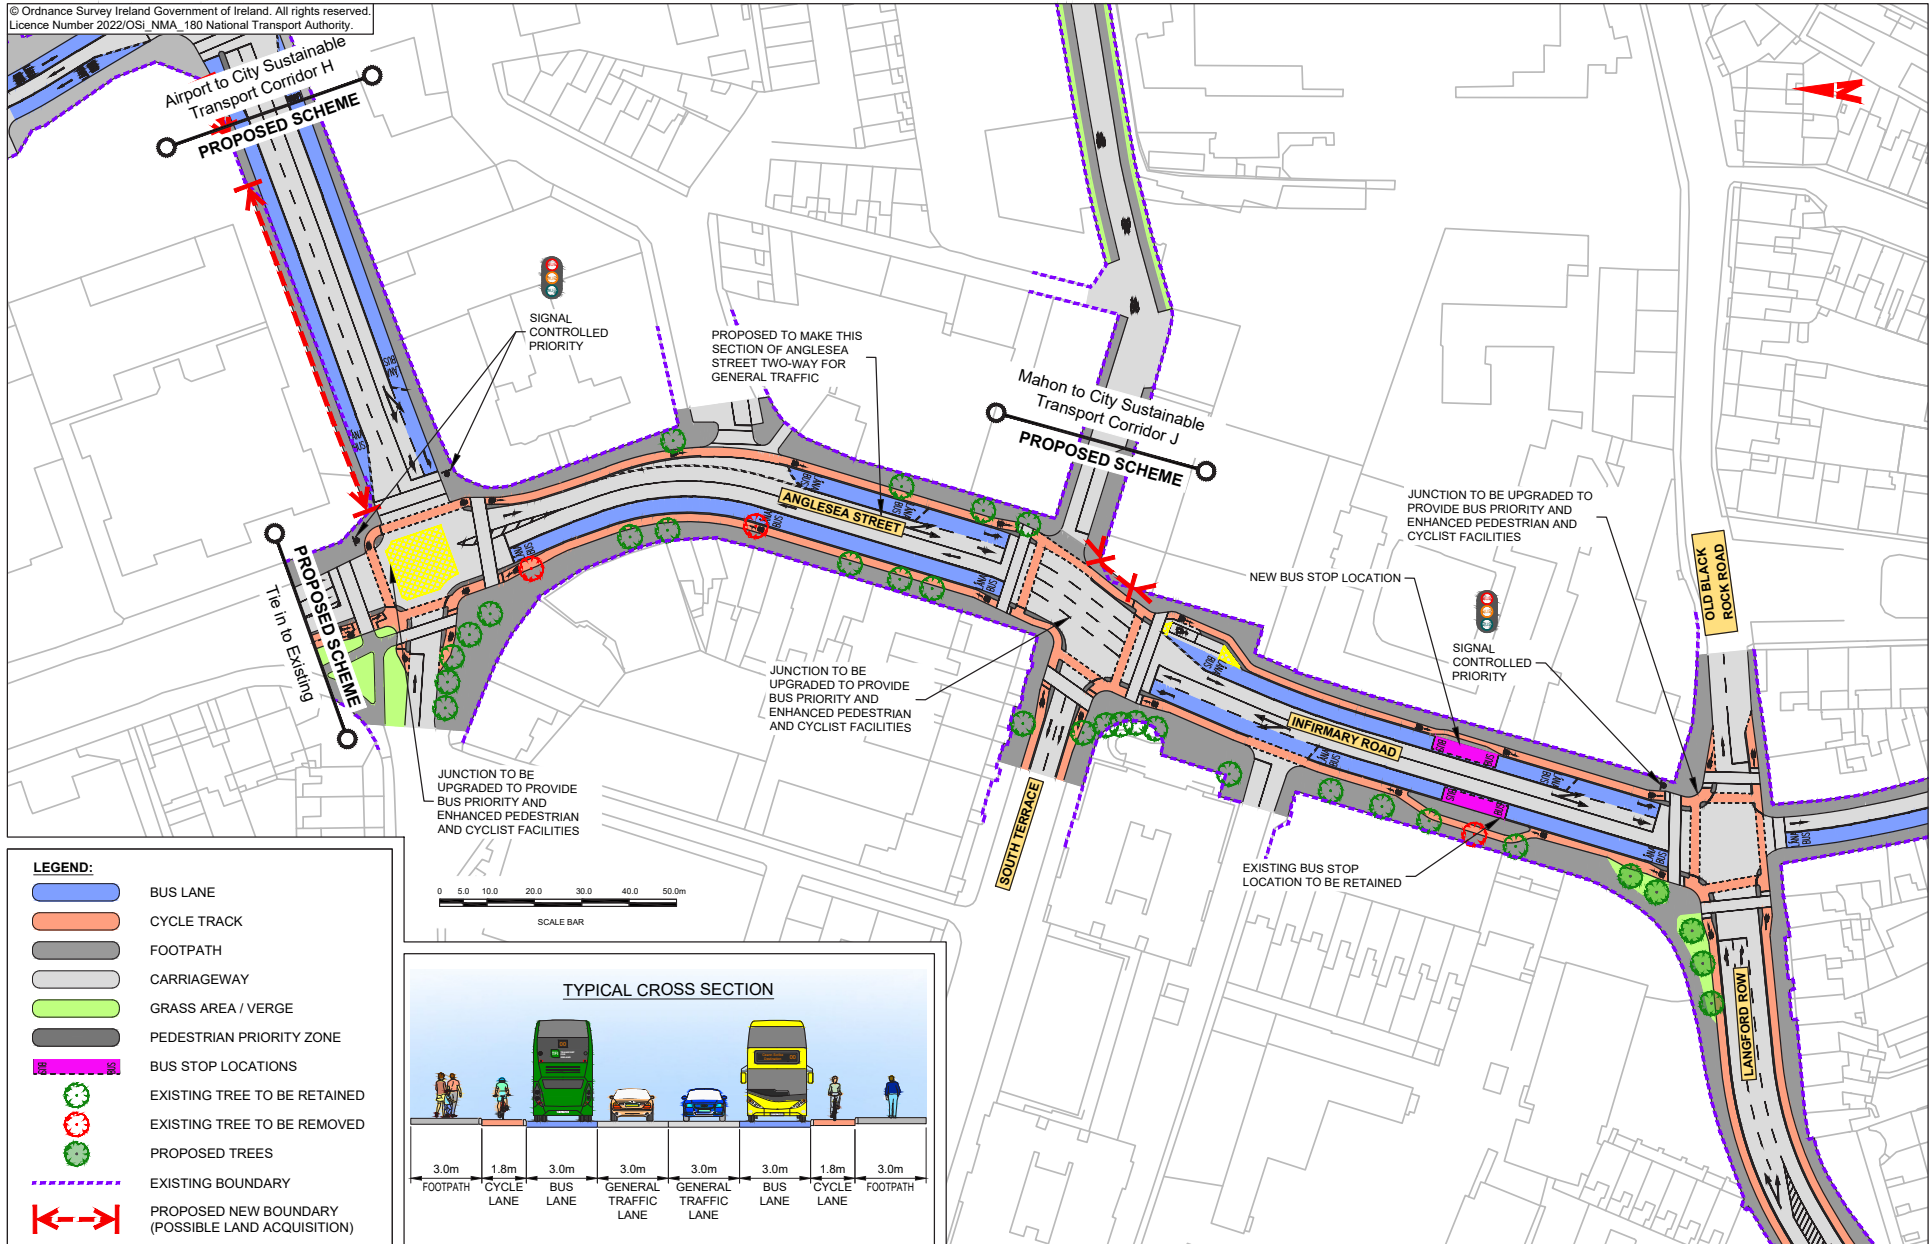 © Ordnance Survey Ireland Government of Ireland. All rights reserved.
Licence Number 2022/OSi_NMA_180 National Transport Authority.
Airport to City Sustainable
Transport Corridor H
PROPOSED SCHEME
N
SIGNAL
CONTROLLED
PRIORITY
PROPOSED TO MAKE THIS
SECTION OF ANGLESEA
STREET TWO-WAY FOR
GENERAL TRAFFIC
Mahon to City Sustainable
Transport Corridor J
PROPOSED SCHEME
JUNCTION TO BE UPGRADED TO
PROVIDE BUS PRIORITY AND
ENHANCED PEDESTRIAN AND
CYCLIST FACILITIES
OLD BLACK
ROCK ROAD
NEW BUS STOP LOCATION
SIGNAL
CONTROLLED
PRIORITY
ANGLESEA STREET
PROPOSED SCHEME
Tie in to Existing
JUNCTION TO BE
UPGRADED TO PROVIDE
BUS PRIORITY AND
ENHANCED PEDESTRIAN
AND CYCLIST FACILITIES
INFIRMARY ROAD
JUNCTION TO BE
UPGRADED TO PROVIDE
BUS PRIORITY AND
ENHANCED PEDESTRIAN
AND CYCLIST FACILITIES
SOUTH TERRACE
EXISTING BUS STOP
LOCATION TO BE RETAINED
LANGFORD ROW
LÁNA
BUS
0 5.0 10.0 20.0 30.0 40.0 50.0m
SCALE BAR
LEGEND:
BUS LANE
CYCLE TRACK
FOOTPATH
CARRIAGEWAY
GRASS AREA / VERGE
PEDESTRIAN PRIORITY ZONE
BUS BUS
BUS STOP LOCATIONS
EXISTING TREE TO BE RETAINED
EXISTING TREE TO BE REMOVED
PROPOSED TREES
EXISTING BOUNDARY
PROPOSED NEW BOUNDARY
(POSSIBLE LAND ACQUISITION)
TYPICAL CROSS SECTION
3.0m 1.8m 3.0m 3.0m 3.0m 3.0m 1.8m 3.0m
FOOTPATH CYCLE LANE BUS LANE GENERAL TRAFFIC LANE GENERAL TRAFFIC LANE BUS LANE CYCLE LANE FOOTPATH